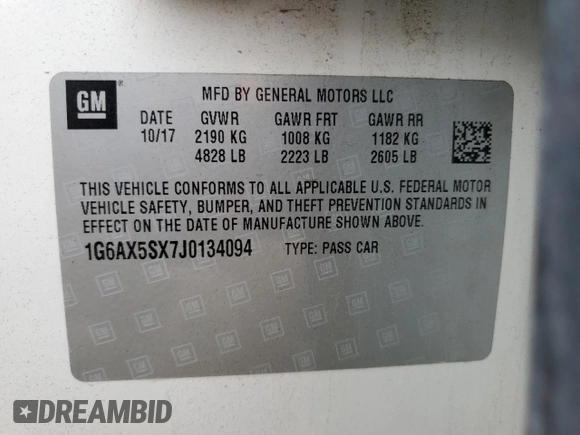 GM
MFD BY GENERAL MOTORS LLC
DATE GVWR GAWR FRT GAWR RR
10/17 2190 KG 1008 KG 1182 KG
4828 LB 2223 LB 2605 LB
THIS VEHICLE CONFORMS TO ALL APPLICABLE U.S. FEDERAL MOTOR
VEHICLE SAFETY, BUMPER, AND THEFT PREVENTION STANDARDS IN
EFFECT ON THE DATE OF MANUFACTURE SHOWN ABOVE.
1G6AX5SX7J0134094 TYPE: PASS CAR
DREAMBID